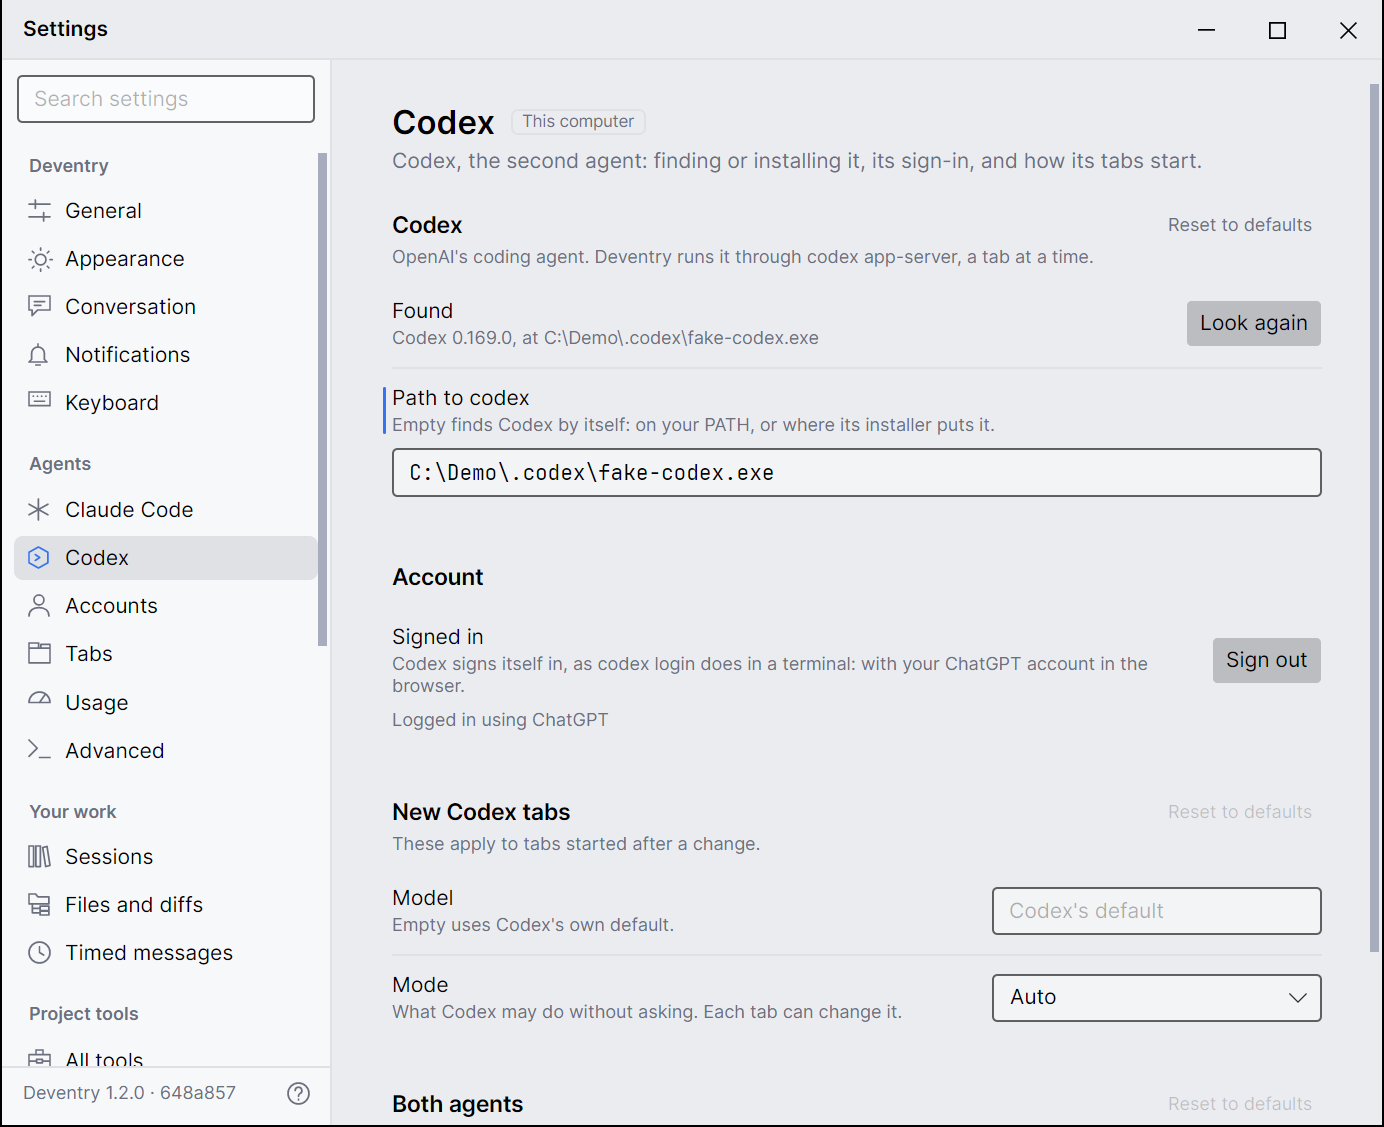 Settings
Search settings
Deventry
General
Appearance
Conversation
Notifications
Keyboard
Agents
Claude Code
Codex
Accounts
Tabs
Usage
Advanced
Your work
Sessions
Files and diffs
Timed messages
Project tools
All tools
Deventry 1.2.0 · 648a857
Codex This computer
Codex, the second agent: finding or installing it, its sign-in, and how its tabs start.
Codex Reset to defaults
OpenAI's coding agent. Deventry runs it through codex app-server, a tab at a time.
Found
Codex 0.169.0, at C:\Demo\.codex\fake-codex.exe
Look again
Path to codex
Empty finds Codex by itself: on your PATH, or where its installer puts it.
C:\Demo\.codex\fake-codex.exe
Account
Signed in
Codex signs itself in, as codex login does in a terminal: with your ChatGPT account in the
browser.
Sign out
Logged in using ChatGPT
New Codex tabs Reset to defaults
These apply to tabs started after a change.
Model
Empty uses Codex's own default.
Codex's default
Mode
What Codex may do without asking. Each tab can change it.
Auto
Both agents Reset to defaults